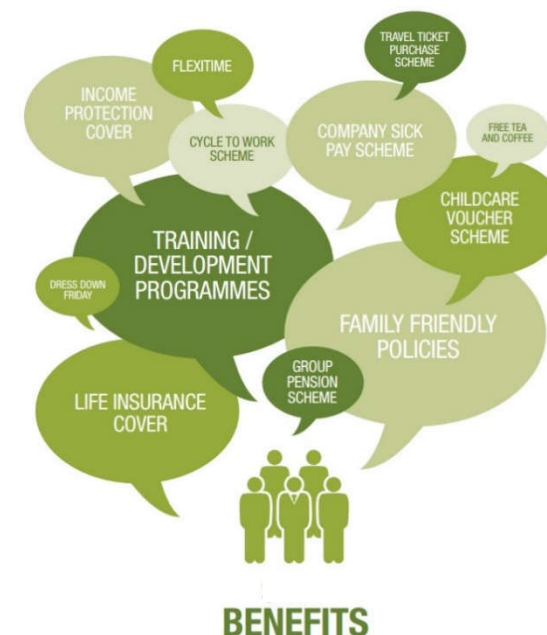 TRAVEL TICKET
PURCHASE
SCHEME
FLEXITIME
INCOME
PROTECTION
COVER
CYCLE TO WORK
SCHEME
COMPANY SICK
PAY SCHEME
FREE TEA
AND COFFEE
CHILDCARE
VOUCHER
SCHEME
TRAINING /
DEVELOPMENT
PROGRAMMES
DRESS DOWN
FRIDAY
FAMILY FRIENDLY
POLICIES
GROUP
PENSION
SCHEME
LIFE INSURANCE
COVER
BENEFITS